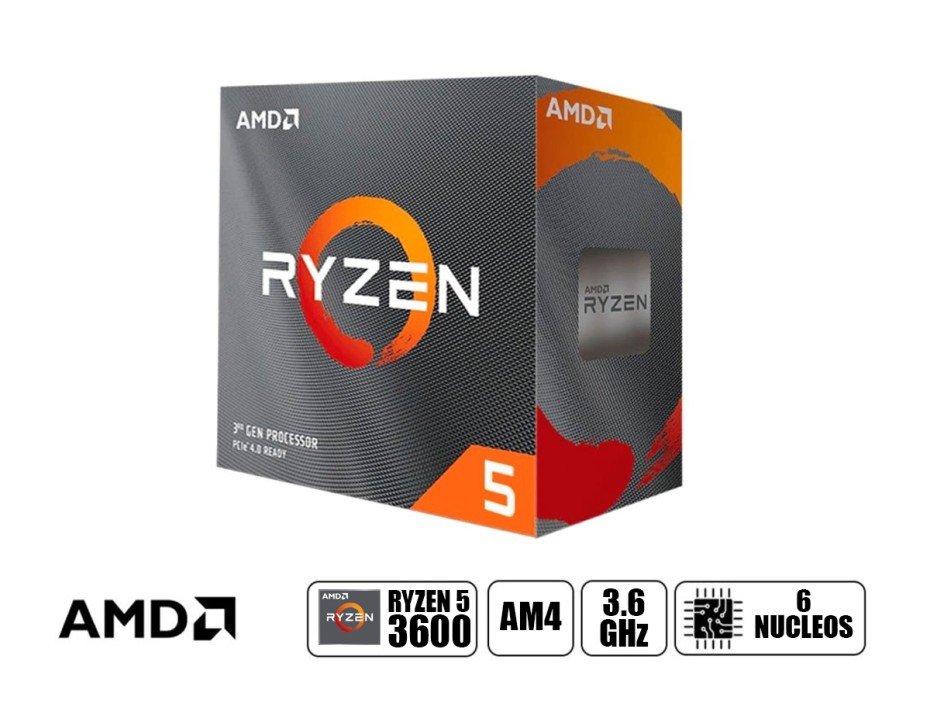 AMD
AMD
RYZEN
AMD
RYZEN
3rd GEN PROCESSOR
PCIe® 4.0 READY
5
AMD
AMD
RYZEN
RYZEN 5
3600
AM4
3.6
GHz
6
NUCLEOS